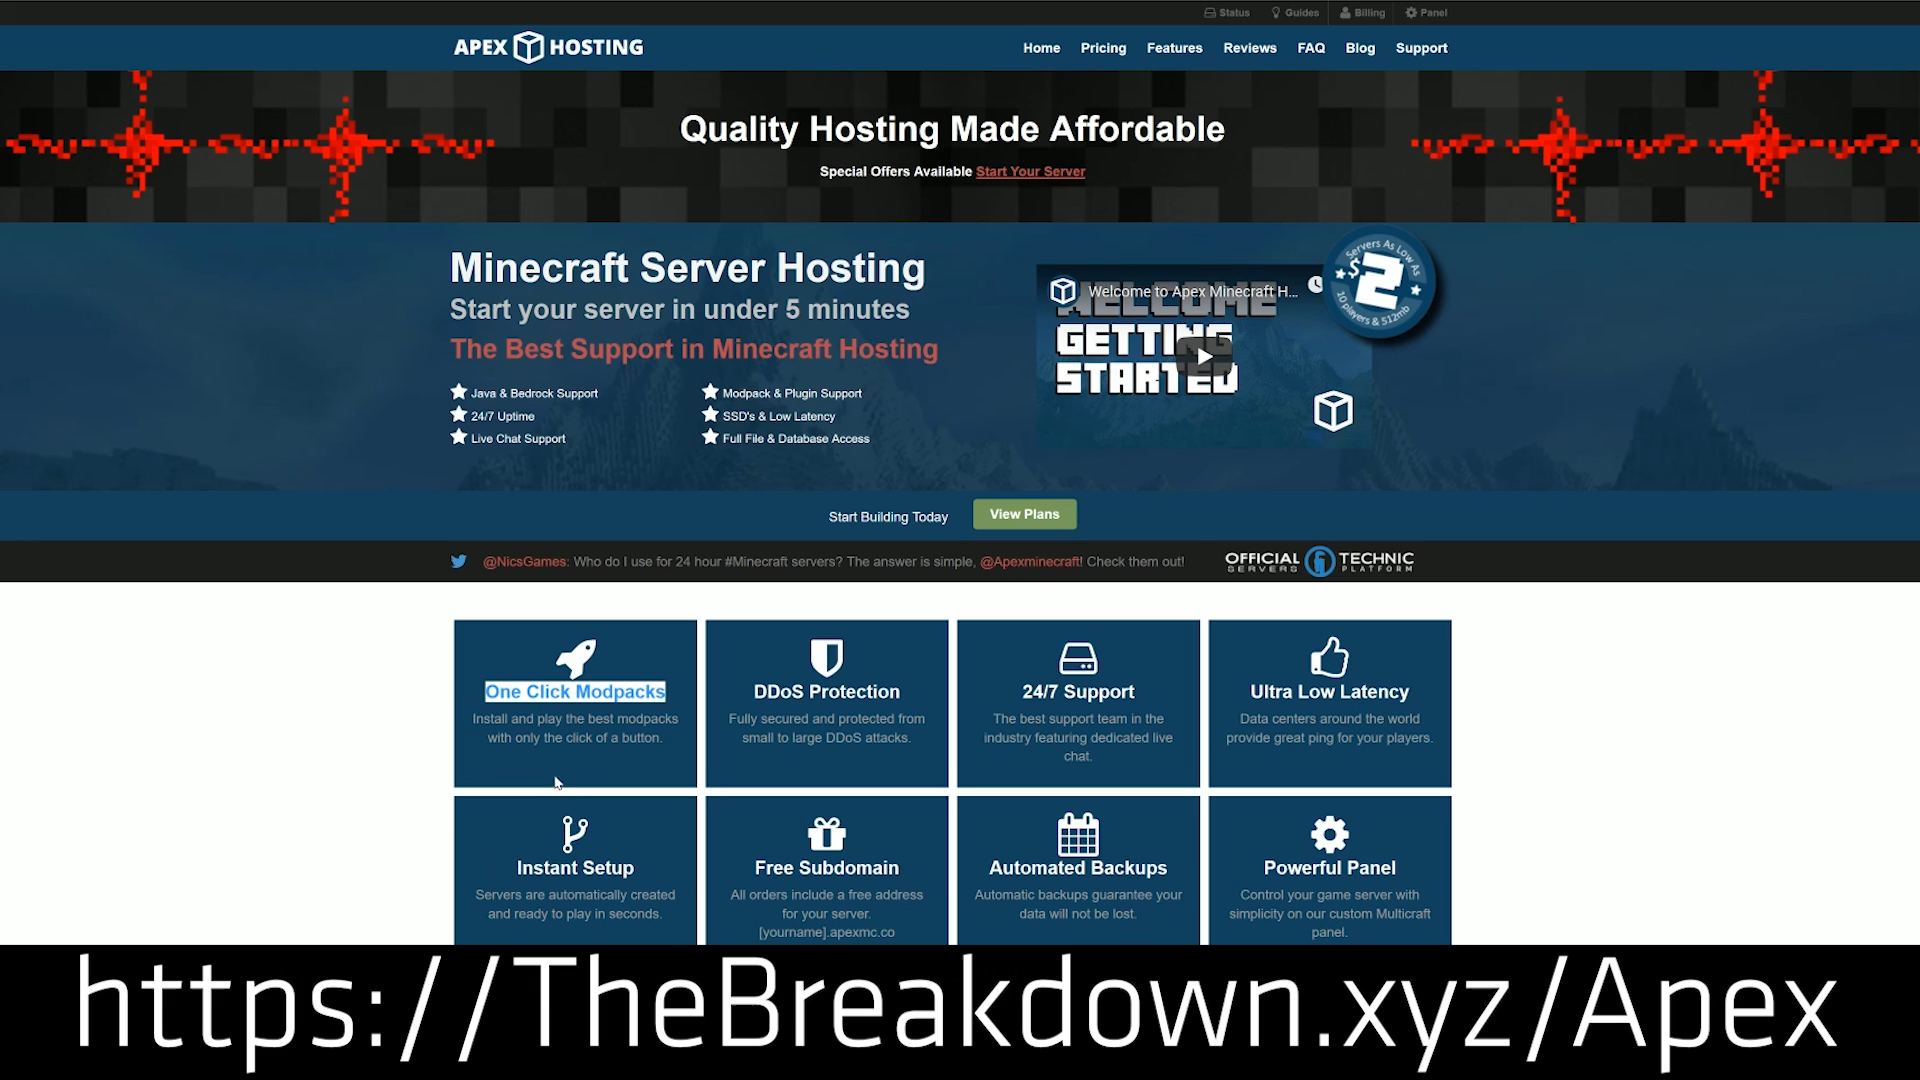 Status Guides Billing Panel
APEX HOSTING
Home Pricing Features Reviews FAQ Blog Support
Quality Hosting Made Affordable
Special Offers Available Start Your Server
Minecraft Server Hosting
Start your server in under 5 minutes
The Best Support in Minecraft Hosting
Java & Bedrock Support
Modpack & Plugin Support
24/7 Uptime
SSD's & Low Latency
Live Chat Support
Full File & Database Access
Welcome to Apex Minecraft H...
WELCOME
GETTING
STARTED
Servers As Low As
$2
10 players & 512mb
Start Building Today
View Plans
@NicsGames: Who do I use for 24 hour #Minecraft servers? The answer is simple, @Apexminecraft! Check them out!
OFFICIAL TECHNIC
SERVERS PLATFORM
One Click Modpacks
Install and play the best modpacks
with only the click of a button.
DDoS Protection
Fully secured and protected from
small to large DDoS attacks.
24/7 Support
The best support team in the
industry featuring dedicated live
chat.
Ultra Low Latency
Data centers around the world
provide great ping for your players.
Instant Setup
Servers are automatically created
and ready to play in seconds.
Free Subdomain
All orders include a free address
for your server.
[yourname].apexmc.co
Automated Backups
Automatic backups guarantee your
data will not be lost.
Powerful Panel
Control your game server with
simplicity on our custom Multicraft
panel.
https://TheBreakdown.xyz/Apex